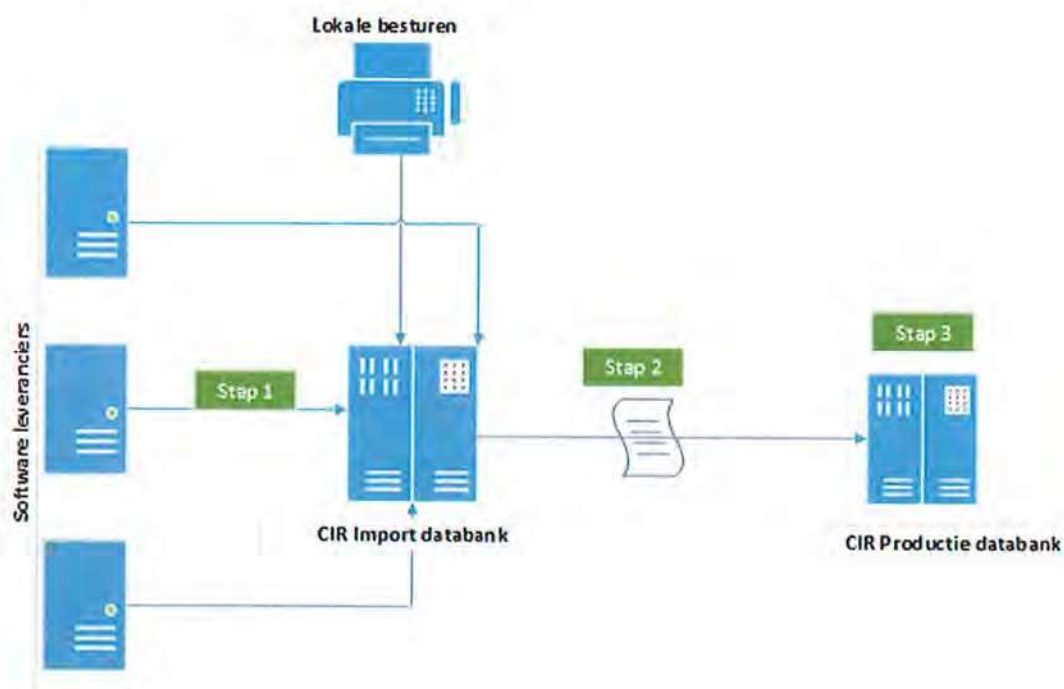 Lokale besturen
Software leveranciers
Stap 1
Stap 2
Stap 3
CIR Import databank
CIR Productie databank